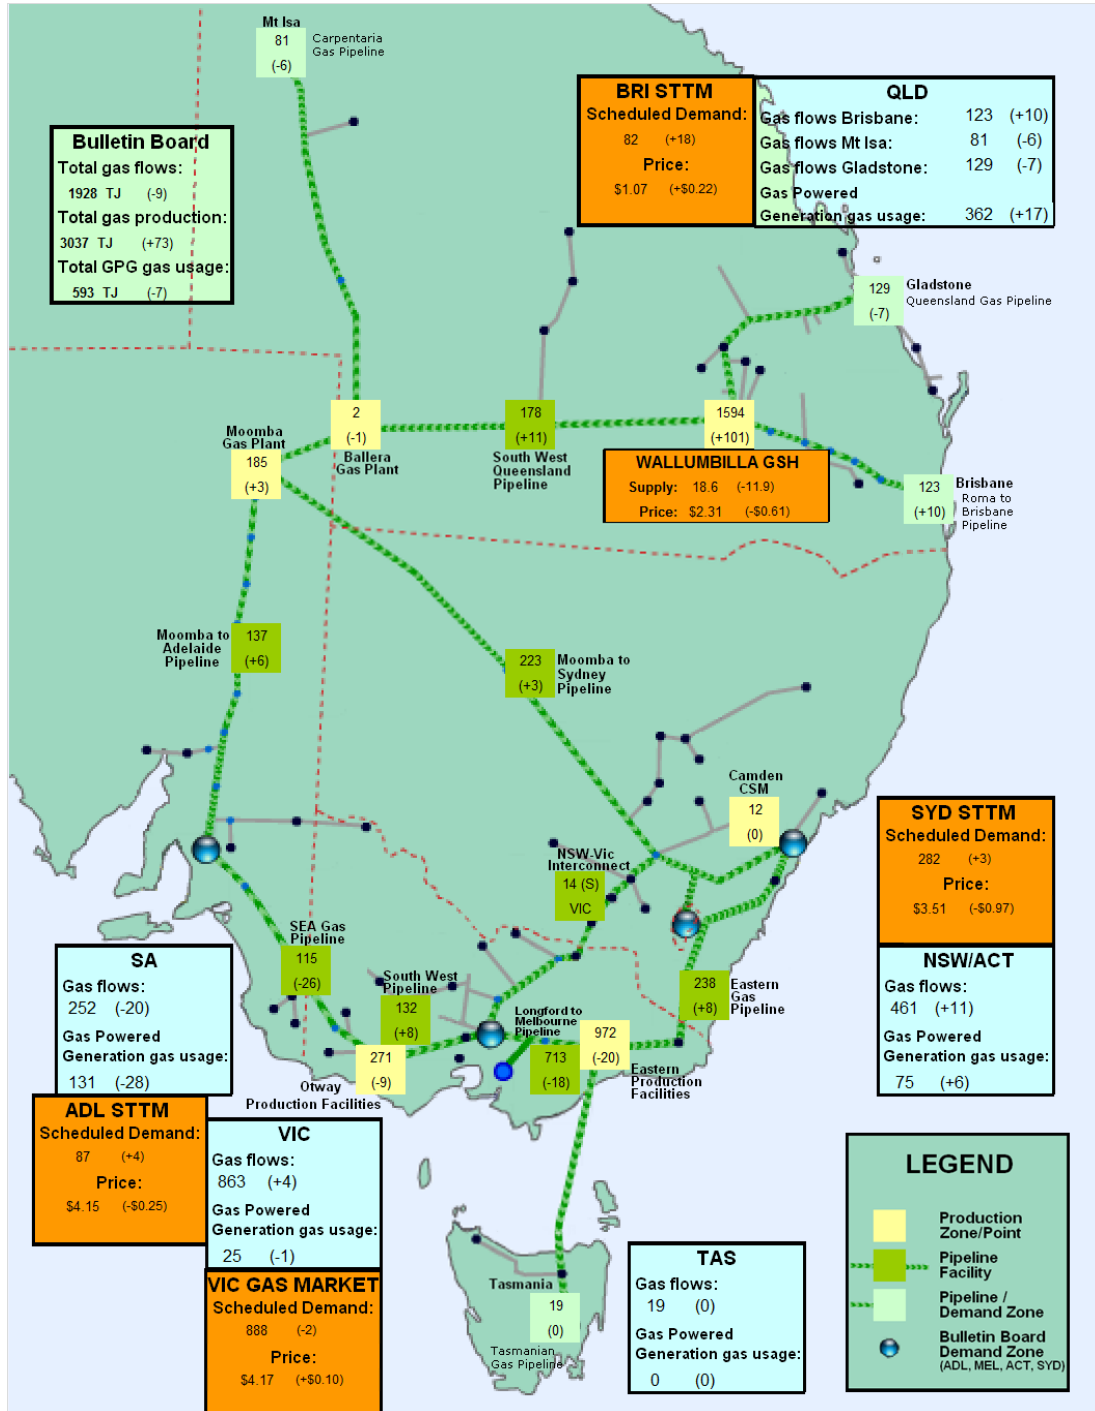 Mt Isa
81
(-6)
Carpentaria
Gas Pipeline
Bulletin Board
Total gas flows:
1928 TJ (-9)
Total gas production:
3037 TJ (+73)
Total GPG gas usage:
593 TJ (-7)
BRI STTM
Scheduled Demand:
82 (+18)
Price:
$1.07 (+$0.22)
QLD
Gas flows Brisbane: 123 (+10)
Gas flows Mt Isa: 81 (-6)
Gas flows Gladstone: 129 (-7)
Gas Powered
Generation gas usage: 362 (+17)
129
(-7)
Gladstone
Queensland Gas Pipeline
2
(-1)
Ballera
Gas Plant
178
(+11)
South West
Queensland
Pipeline
1594
(+101)
Moomba
Gas Plant
185
(+3)
WALLUMBILLA GSH
Supply: 18.6 (-11.9)
Price: $2.31 (-$0.61)
123
(+10)
Brisbane
Roma to
Brisbane
Pipeline
Moomba to
Adelaide
Pipeline
137
(+6)
223
(+3)
Moomba to
Sydney
Pipeline
Camden
CSM
12
(0)
NSW-Vic
Interconnect
14 (S)
VIC
SYD STTM
Scheduled Demand:
282 (+3)
Price:
$3.51 (-$0.97)
NSW/ACT
Gas flows:
461 (+11)
Gas Powered
Generation gas usage:
75 (+6)
SEA Gas
Pipeline
115
(-26)
South West
Pipeline
132
(+8)
238
(+8)
Eastern
Gas
Pipeline
SA
Gas flows:
252 (-20)
Gas Powered
Generation gas usage:
131 (-28)
Longford to
Melbourne
Pipeline
713
(-18)
972
(-20)
Eastern
Production
Facilities
271
(-9)
Otway
Production Facilities
ADL STTM
Scheduled Demand:
87 (+4)
Price:
$4.15 (-$0.25)
VIC
Gas flows:
863 (+4)
Gas Powered
Generation gas usage:
25 (-1)
VIC GAS MARKET
Scheduled Demand:
888 (-2)
Price:
$4.17 (+$0.10)
Tasmania
19
(0)
Tasmanian
Gas Pipeline
TAS
Gas flows:
19 (0)
Gas Powered
Generation gas usage:
0 (0)
LEGEND
Production
Zone/Point
Pipeline
Facility
Pipeline /
Demand Zone
Bulletin Board
Demand Zone
(ADL, MEL, ACT, SYD)